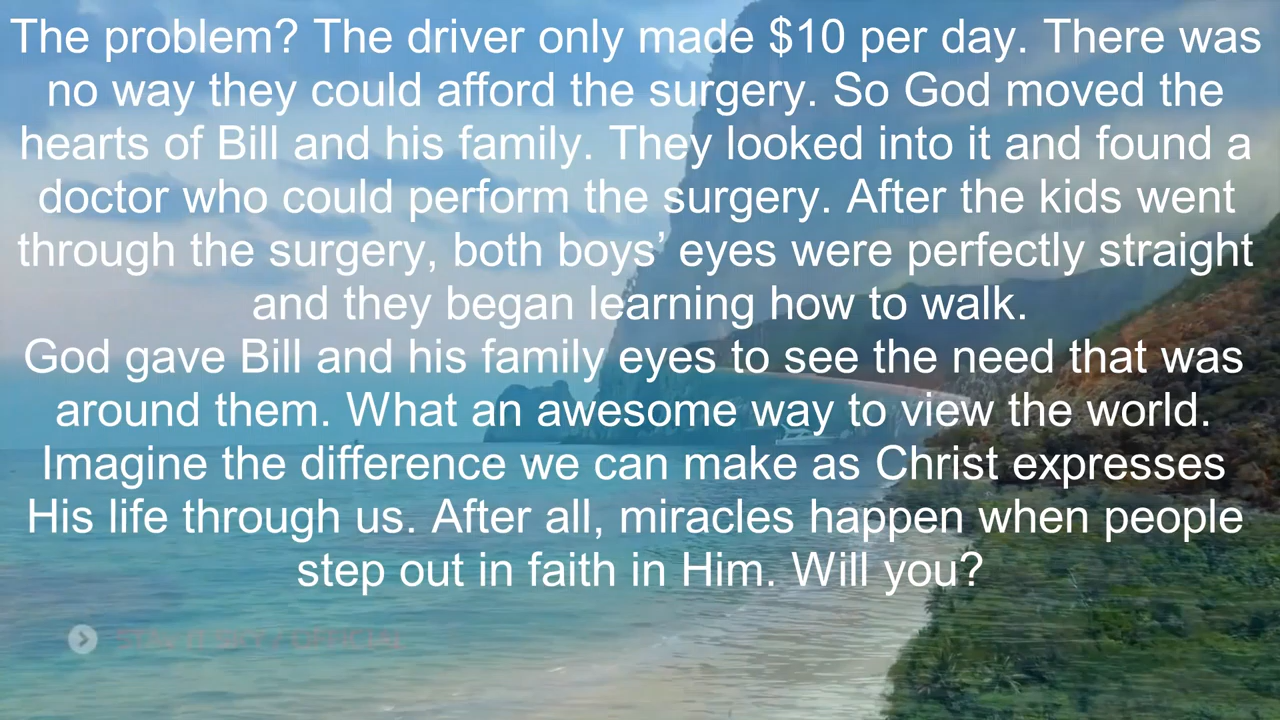 The problem? The driver only made $10 per day. There was
no way they could afford the surgery. So God moved the
hearts of Bill and his family. They looked into it and found a
doctor who could perform the surgery. After the kids went
through the surgery, both boys’ eyes were perfectly straight
and they began learning how to walk.
God gave Bill and his family eyes to see the need that was
around them. What an awesome way to view the world.
Imagine the difference we can make as Christ expresses
His life through us. After all, miracles happen when people
step out in faith in Him. Will you?